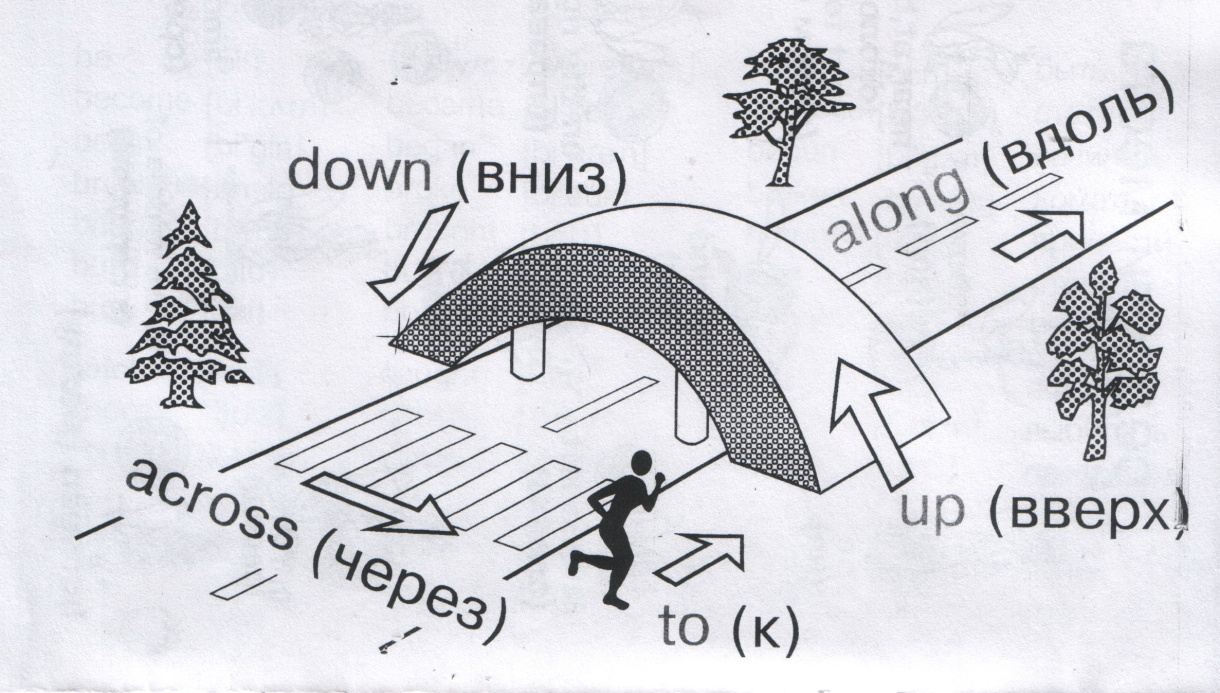 down (вниз)
along (вдоль)
across (через)
up (вверх)
to (к)